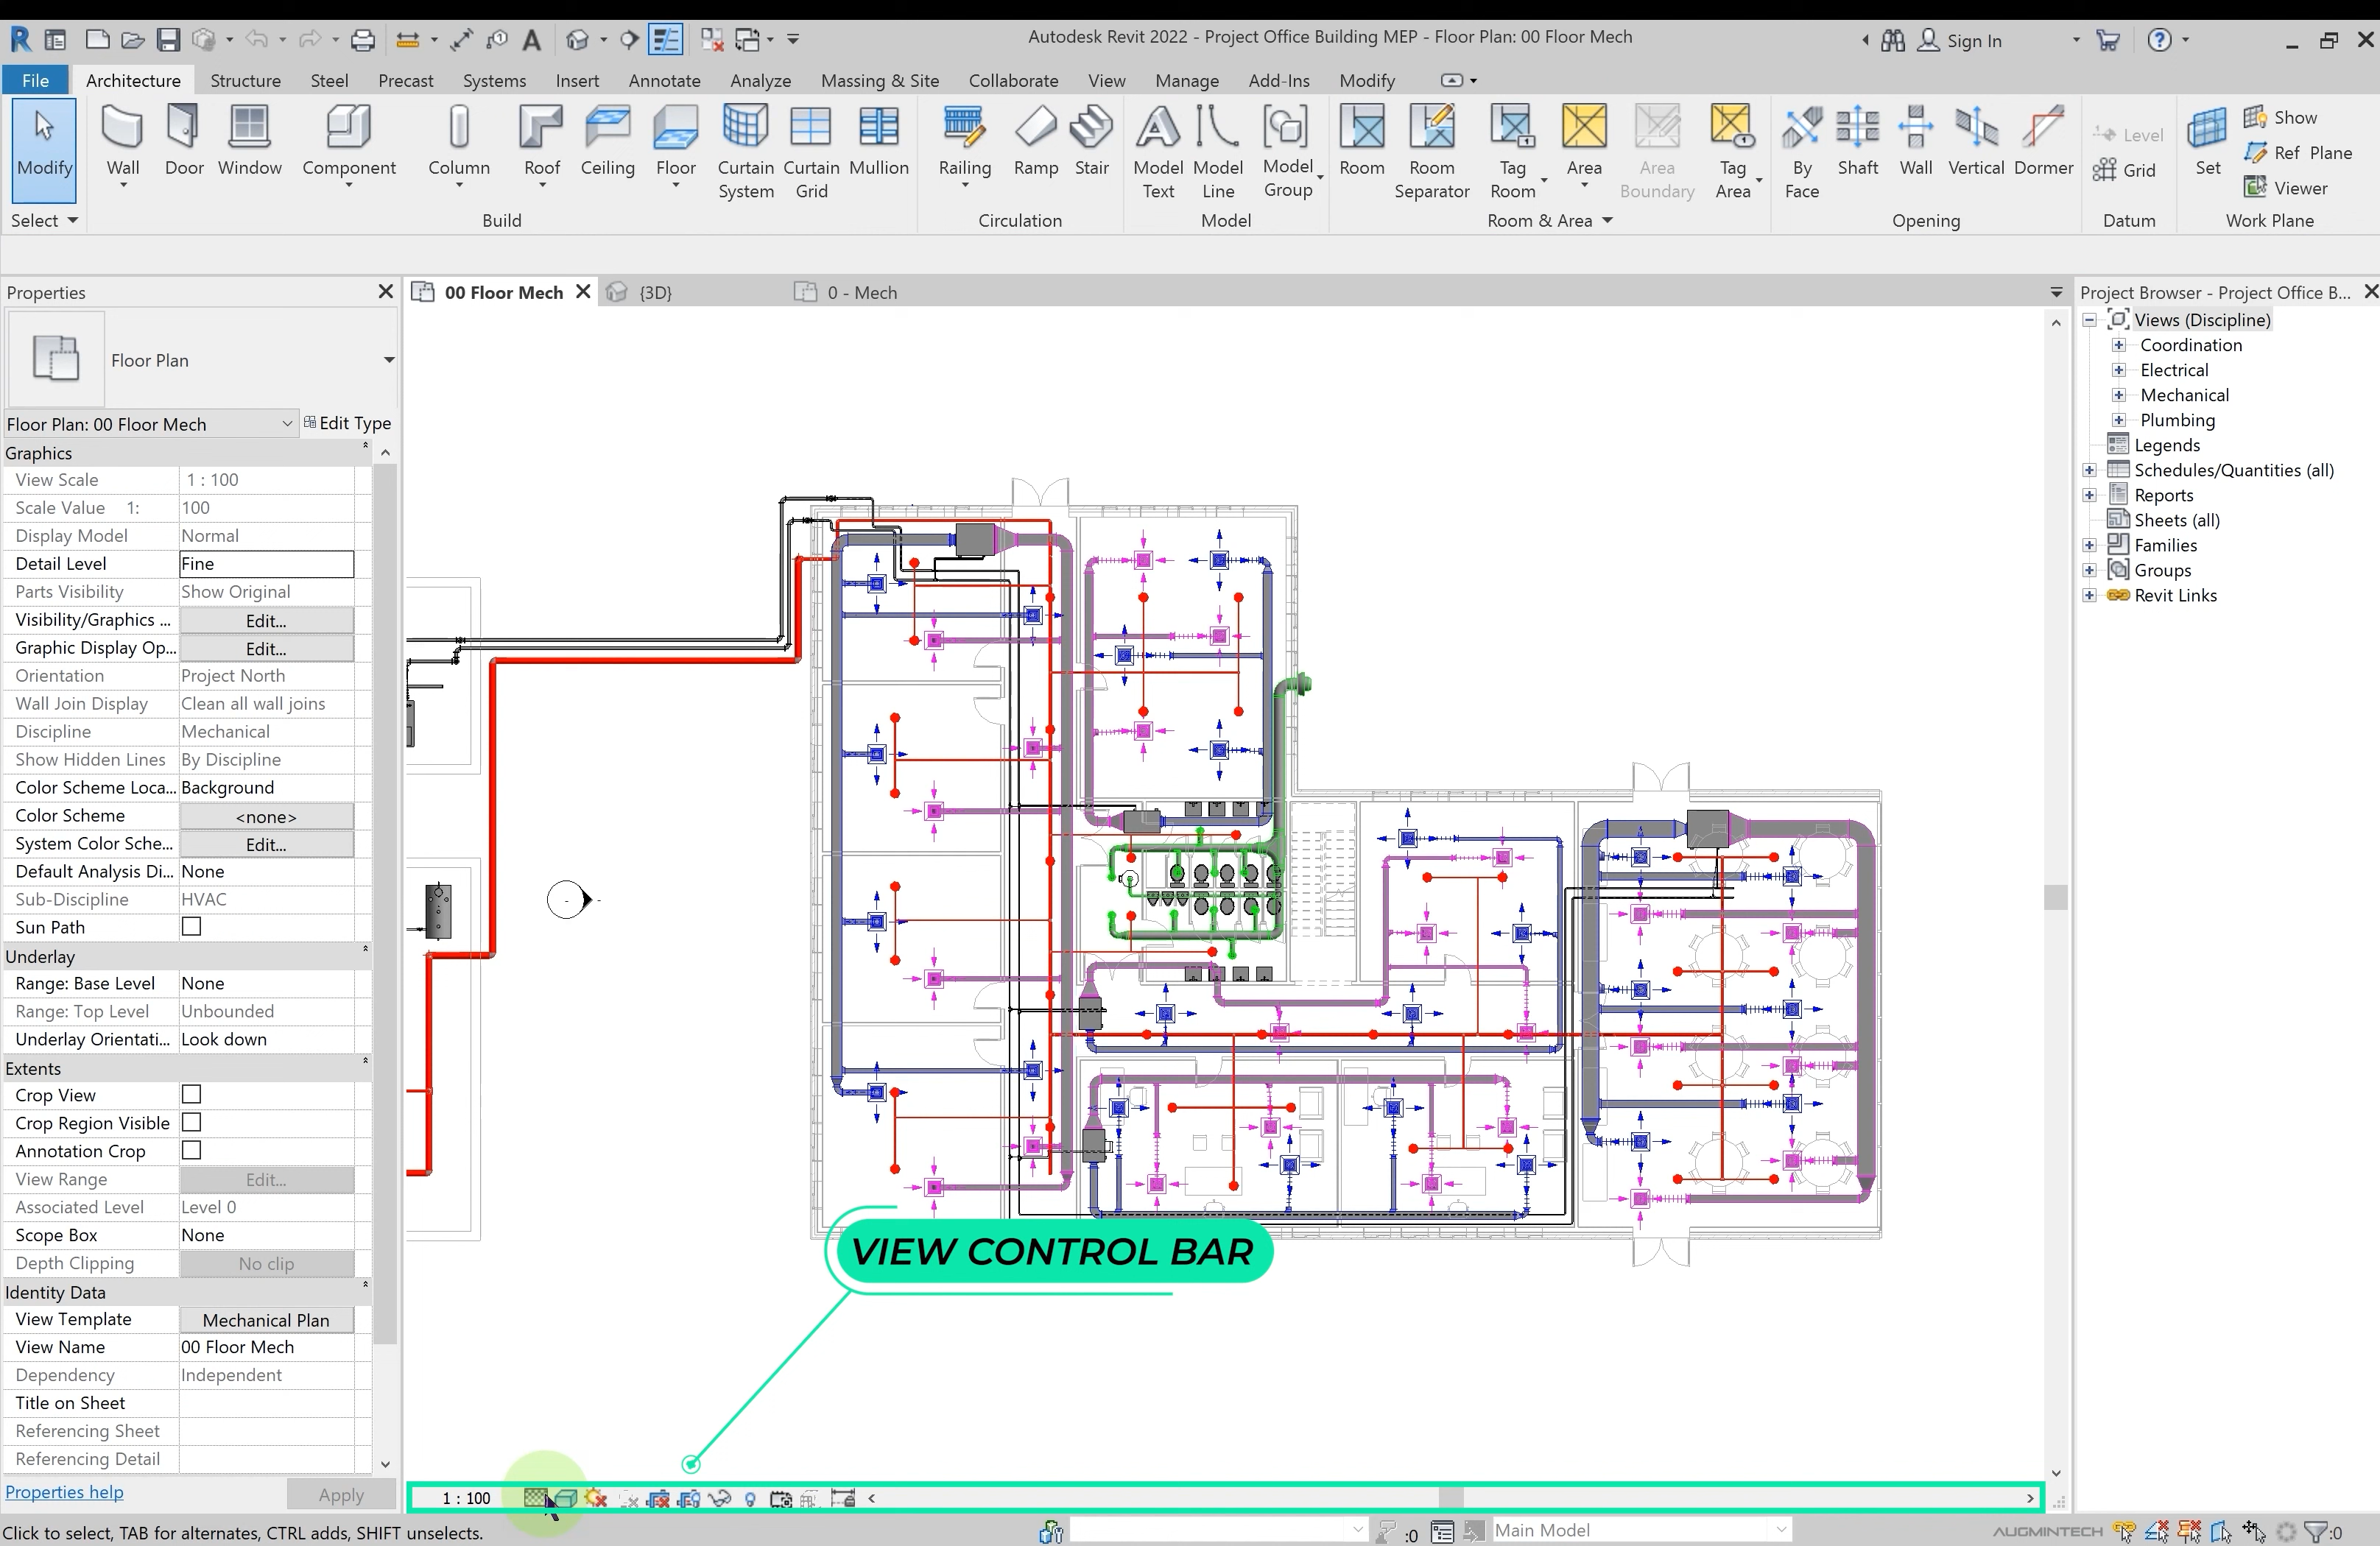 Autodesk Revit 2022 - Project Office Building MEP - Floor Plan: 00 Floor Mech
Sign In
File Architecture Structure Steel Precast Systems Insert Annotate Analyze Massing & Site Collaborate View Manage Add-Ins Modify
Modify
Wall
Door
Window
Component
Column
Roof
Ceiling
Floor
Curtain System
Curtain Grid
Mullion
Railing
Ramp
Stair
Model Text
Model Line
Model Group
Room
Room Separator
Tag Room
Area
Area Boundary
Tag Area
By Face
Shaft
Wall
Vertical
Dormer
Level
Grid
Set
Show
Ref Plane
Viewer
Select
Build
Circulation
Model
Room & Area
Opening
Datum
Work Plane
Properties
00 Floor Mech
{3D}
0 - Mech
Project Browser - Project Office B...
Floor Plan
Floor Plan: 00 Floor Mech
Edit Type
Graphics
View Scale 1 : 100
Scale Value 1: 100
Display Model Normal
Detail Level Fine
Parts Visibility Show Original
Visibility/Graphics ... Edit...
Graphic Display Op... Edit...
Orientation Project North
Wall Join Display Clean all wall joins
Discipline Mechanical
Show Hidden Lines By Discipline
Color Scheme Loca... Background
Color Scheme <none>
System Color Sche... Edit...
Default Analysis Di... None
Sub-Discipline HVAC
Sun Path
Underlay
Range: Base Level None
Range: Top Level Unbounded
Underlay Orientati... Look down
Extents
Crop View
Crop Region Visible
Annotation Crop
View Range Edit...
Associated Level Level 0
Scope Box None
Depth Clipping No clip
Identity Data
View Template Mechanical Plan
View Name 00 Floor Mech
Dependency Independent
Title on Sheet
Referencing Sheet
Referencing Detail
Properties help
Apply
Views (Discipline)
Coordination
Electrical
Mechanical
Plumbing
Legends
Schedules/Quantities (all)
Reports
Sheets (all)
Families
Groups
Revit Links
VIEW CONTROL BAR
1 : 100
Click to select, TAB for alternates, CTRL adds, SHIFT unselects.
:0
Main Model
AUGMINTECH
:0